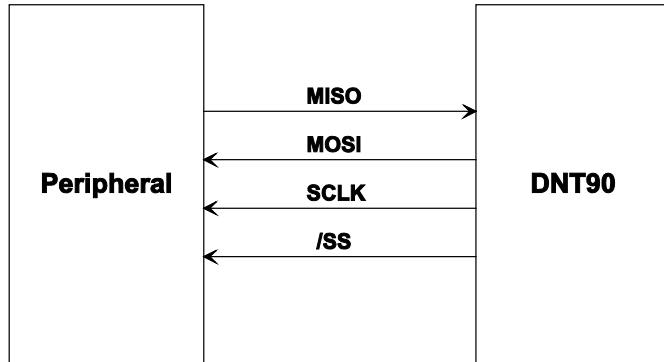 MISO
MOSI
Peripheral
DNT90
SCLK
/SS